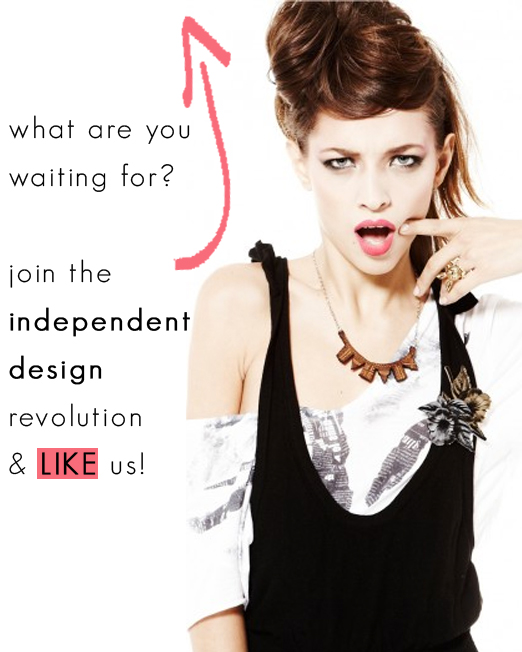 what are you
waiting for?
join the
independent
design
revolution
& LIKE us!